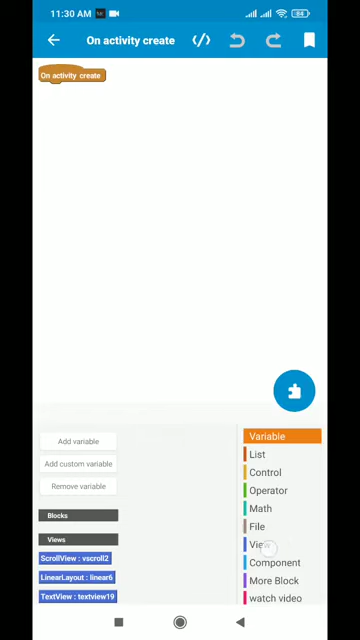 11:30 AM
84
On activity create
On activity create
Add variable
Add custom variable
Remove variable
Blocks
Views
ScrollView : vscroll2
LinearLayout : linear6
TextView : textview19
Variable
List
Control
Operator
Math
File
View
Component
More Block
watch video